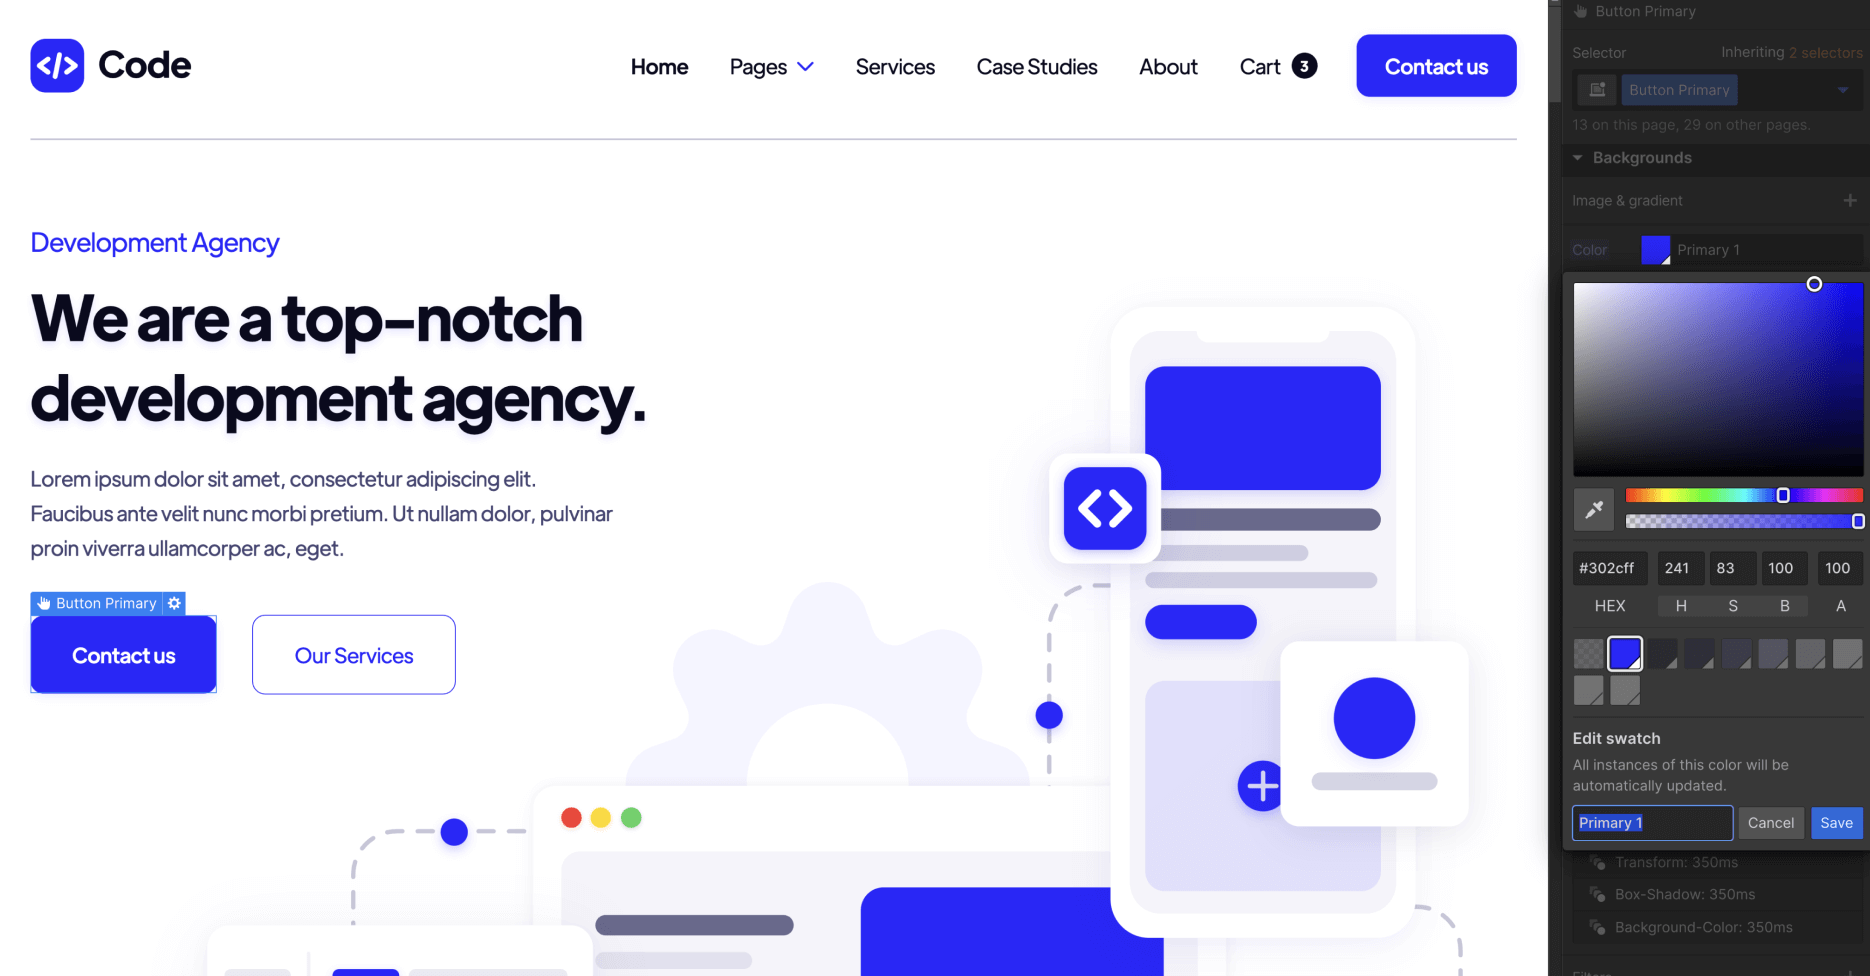 Code
Home Pages Services Case Studies About Cart 3 Contact us
Development Agency
We are a top-notch
development agency.
Lorem ipsum dolor sit amet, consectetur adipiscing elit.
Faucibus ante velit nunc morbi pretium. Ut nullam dolor, pulvinar
proin viverra ullamcorper ac, eget.
Button Primary
Contact us Our Services
Button Primary
Selector Inheriting 2 selectors
Button Primary
13 on this page, 29 on other pages.
Backgrounds
Image & gradient
Color Primary 1
#302cff 241 83 100 100
HEX H S B A
Edit swatch
All instances of this color will be
automatically updated.
Primary 1 Cancel Save
Transform: 350ms
Box-Shadow: 350ms
Background-Color: 350ms